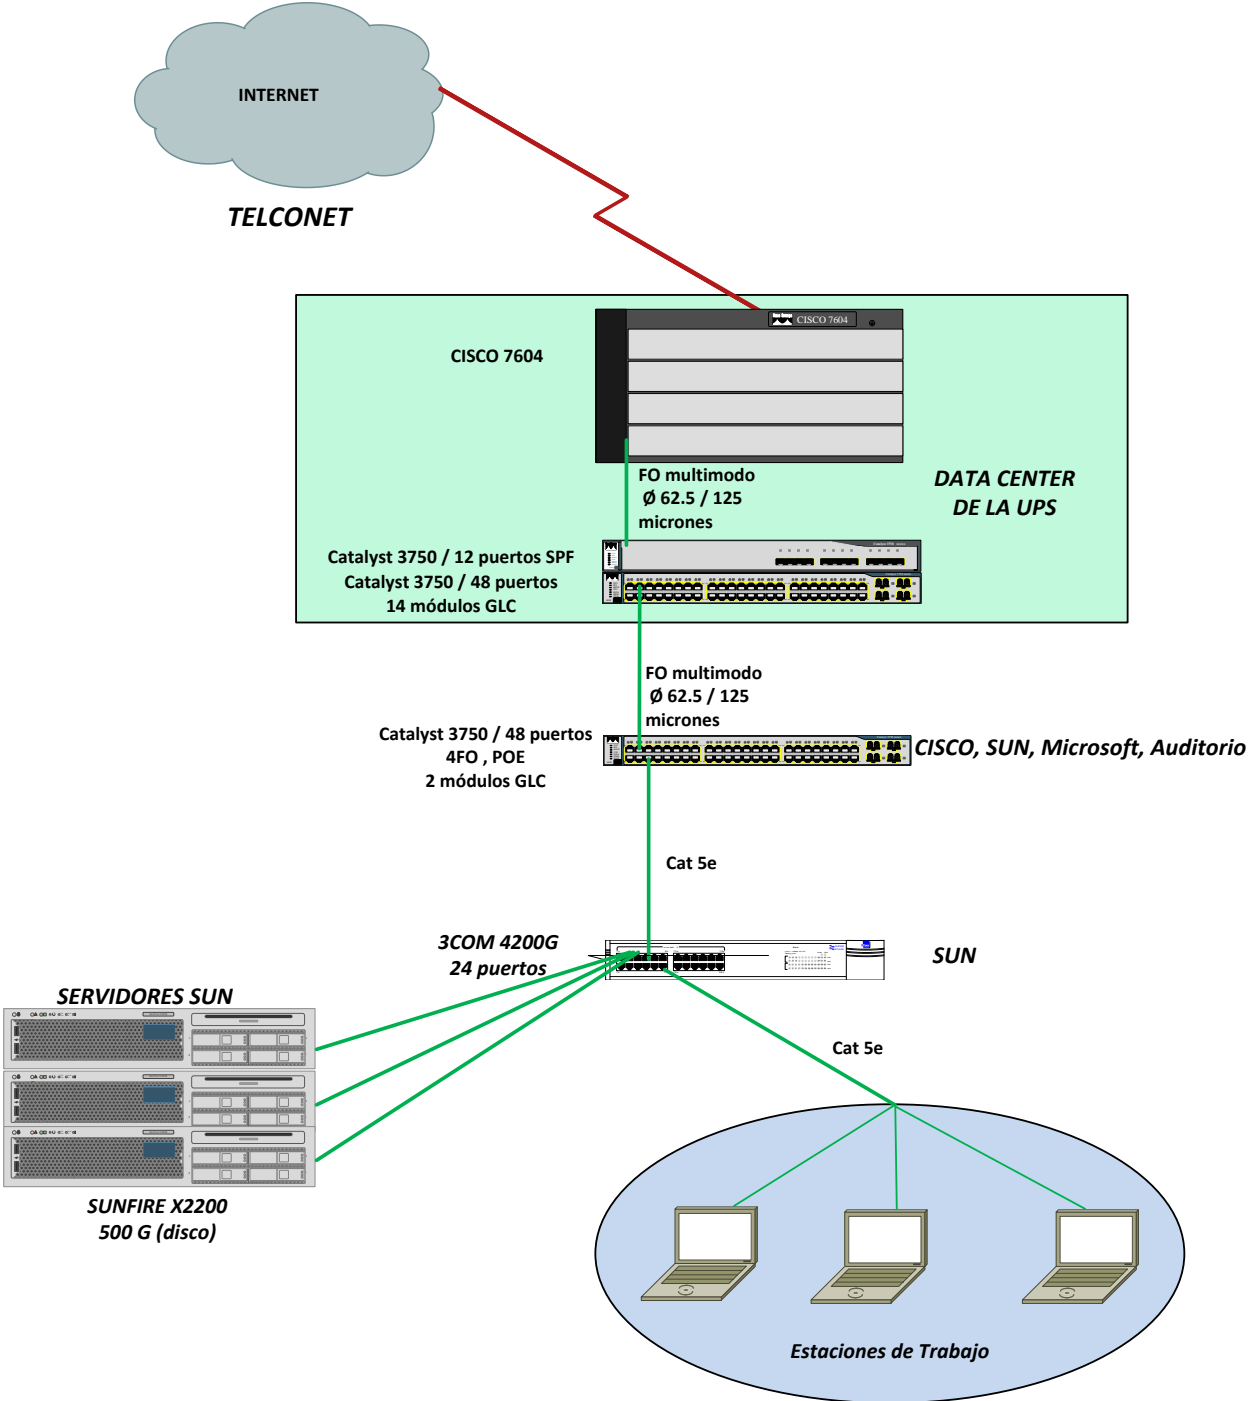 INTERNET
TELCONET
CISCO 7604
CISCO 7604
FO multimodo
Ø 62.5 / 125
micrones
DATA CENTER
DE LA UPS
Catalyst 3750 / 12 puertos SPF
Catalyst 3750 / 48 puertos
14 módulos GLC
FO multimodo
Ø 62.5 / 125
micrones
Catalyst 3750 / 48 puertos
4FO , POE
2 módulos GLC
CISCO, SUN, Microsoft, Auditorio
Cat 5e
3COM 4200G
24 puertos
SUN
SERVIDORES SUN
Cat 5e
SUNFIRE X2200
500 G (disco)
Estaciones de Trabajo